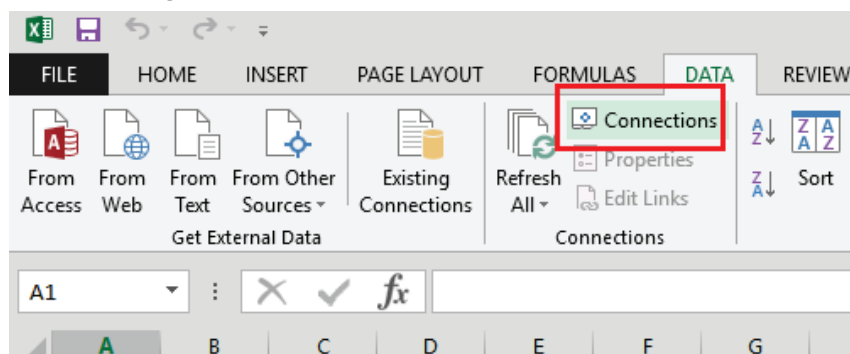 FILE HOME INSERT PAGE LAYOUT FORMULAS DATA REVIEW
From Access
From Web
From Text
From Other Sources
Existing Connections
Get External Data
Refresh All
Connections
Properties
Edit Links
Connections
A Z
Z A
Z A A Z
Sort
A1
fx
A B C D E F G